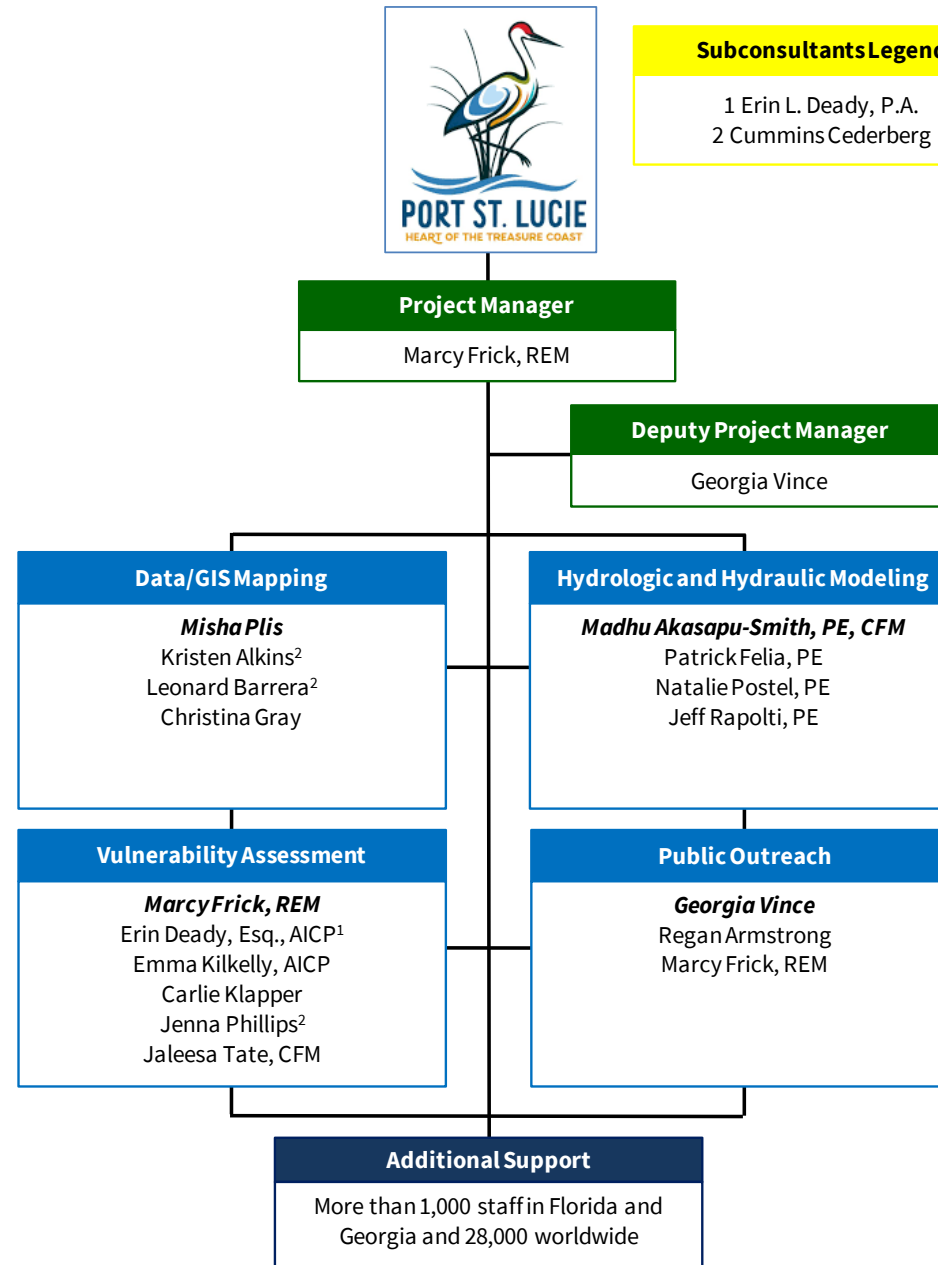 PORT ST. LUCIE
HEART OF THE TREASURE COAST
Subconsultants Legend
1 Erin L. Deady, P.A.
2 Cummins Cederberg
Project Manager
Marcy Frick, REM
Deputy Project Manager
Georgia Vince
Data/GIS Mapping
Misha Plis
Kristen Alkins²
Leonard Barrera²
Christina Gray
Hydrologic and Hydraulic Modeling
Madhu Akasapu-Smith, PE, CFM
Patrick Felia, PE
Natalie Postel, PE
Jeff Rapolti, PE
Vulnerability Assessment
Marcy Frick, REM
Erin Deady, Esq., AICP¹
Emma Kilkelly, AICP
Carlie Klapper
Jenna Phillips²
Jaleesa Tate, CFM
Public Outreach
Georgia Vince
Regan Armstrong
Marcy Frick, REM
Additional Support
More than 1,000 staff in Florida and
Georgia and 28,000 worldwide